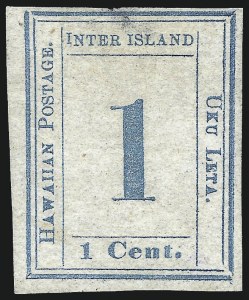 INTER ISLAND
HAWAIIAN POSTAGE.
1
UKU LETA.
1 Cent.